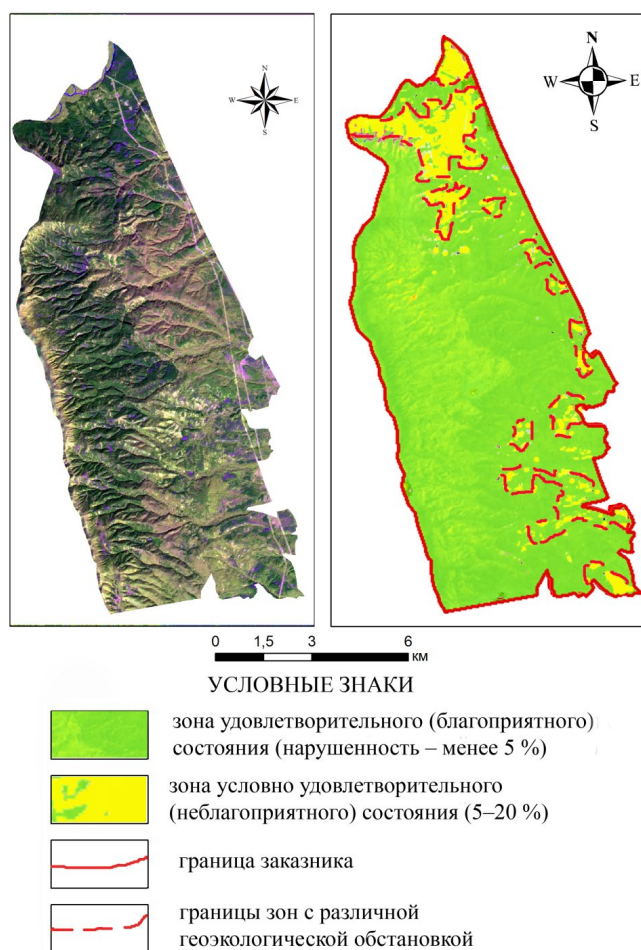 N
W E
S
N
W E
S
0 1,5 3 6
км
УСЛОВНЫЕ ЗНАКИ
зона удовлетворительного (благоприятного)
состояния (нарушенность – менее 5 %)
зона условно удовлетворительного
(неблагоприятного) состояния (5–20 %)
граница заказника
границы зон с различной
геоэкологической обстановкой